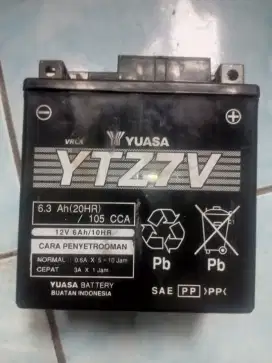 VRLA YUASA
YTZ7V
6.3 Ah(20HR)
/ 105 CCA
12V 6Ah/10HR
CARA PENYETROOMAN
NORMAL 0.6A X 5~10 Jam
CEPAT 3A X 1 Jam
YUASA BATTERY
BUATAN INDONESIA
Pb Pb
SAE PP >PP<